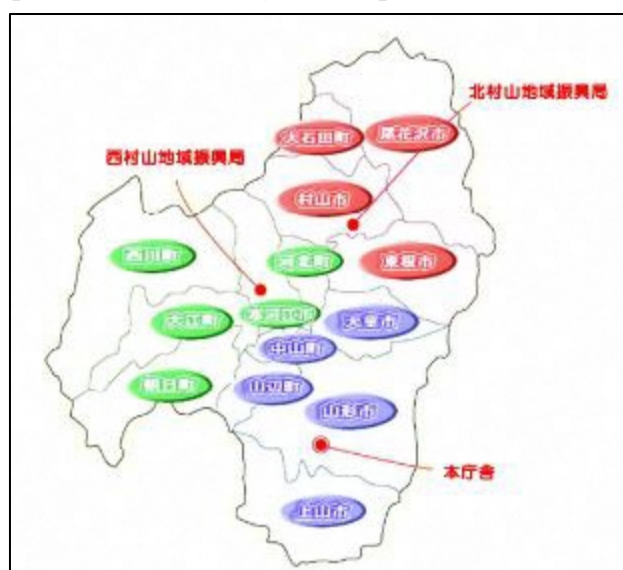 北村山地域振興局
大石田町
尾花沢市
西村山地域振興局
村山市
西川町
河北町
東根市
大江町
寒河江市
天童市
中山町
朝日町
山辺町
山形市
本庁舎
上山市